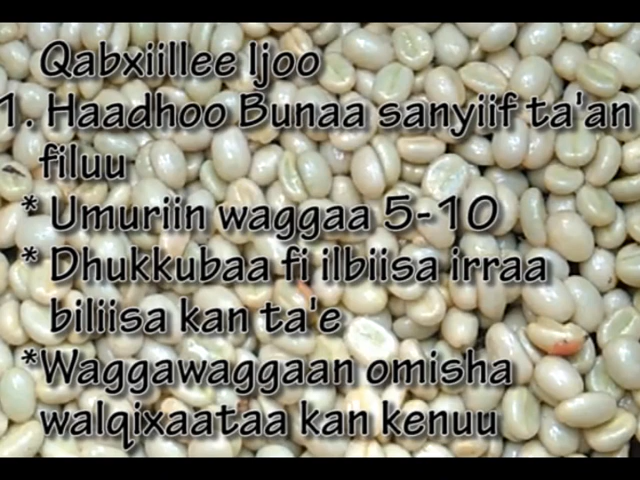 Qabxiillee Ijoo
1. Haadhoo Bunaa sanyiif ta'an
filuu
* Umuriin waggaa 5-10
* Dhukkubaa fi ilbiisa irraa
biliisa kan ta'e
*Waggawaggaan omisha
walqixaataa kan kenuu